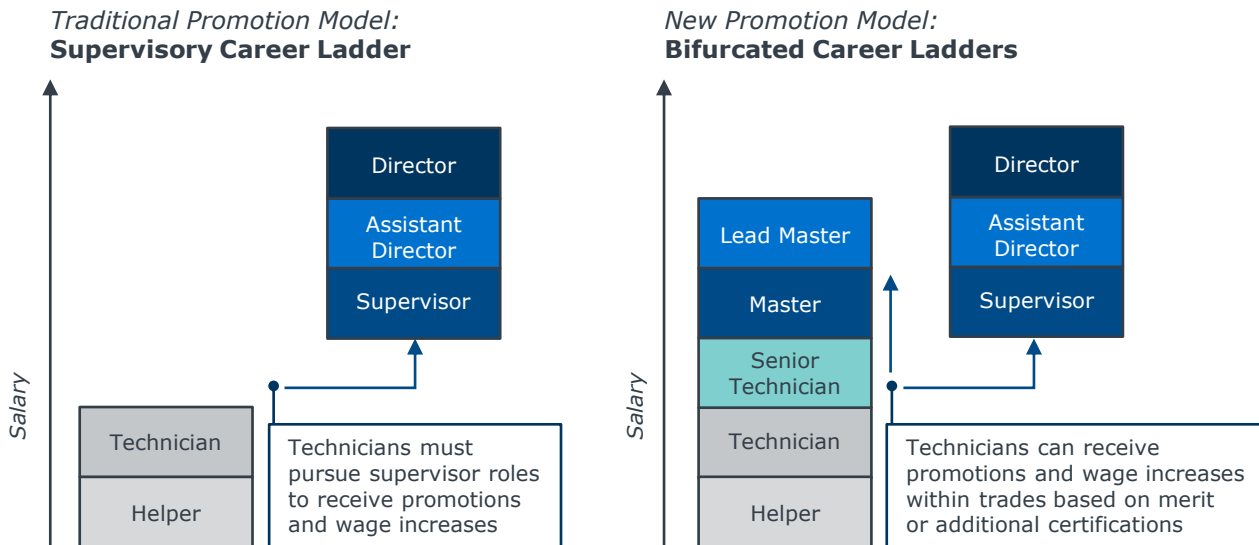 Traditional Promotion Model:
Supervisory Career Ladder
Salary
Director
Assistant
Director
Supervisor
Technician
Helper
Technicians must
pursue supervisor roles
to receive promotions
and wage increases
New Promotion Model:
Bifurcated Career Ladders
Salary
Lead Master
Master
Senior
Technician
Technician
Helper
Director
Assistant
Director
Supervisor
Technicians can receive
promotions and wage increases
within trades based on merit
or additional certifications